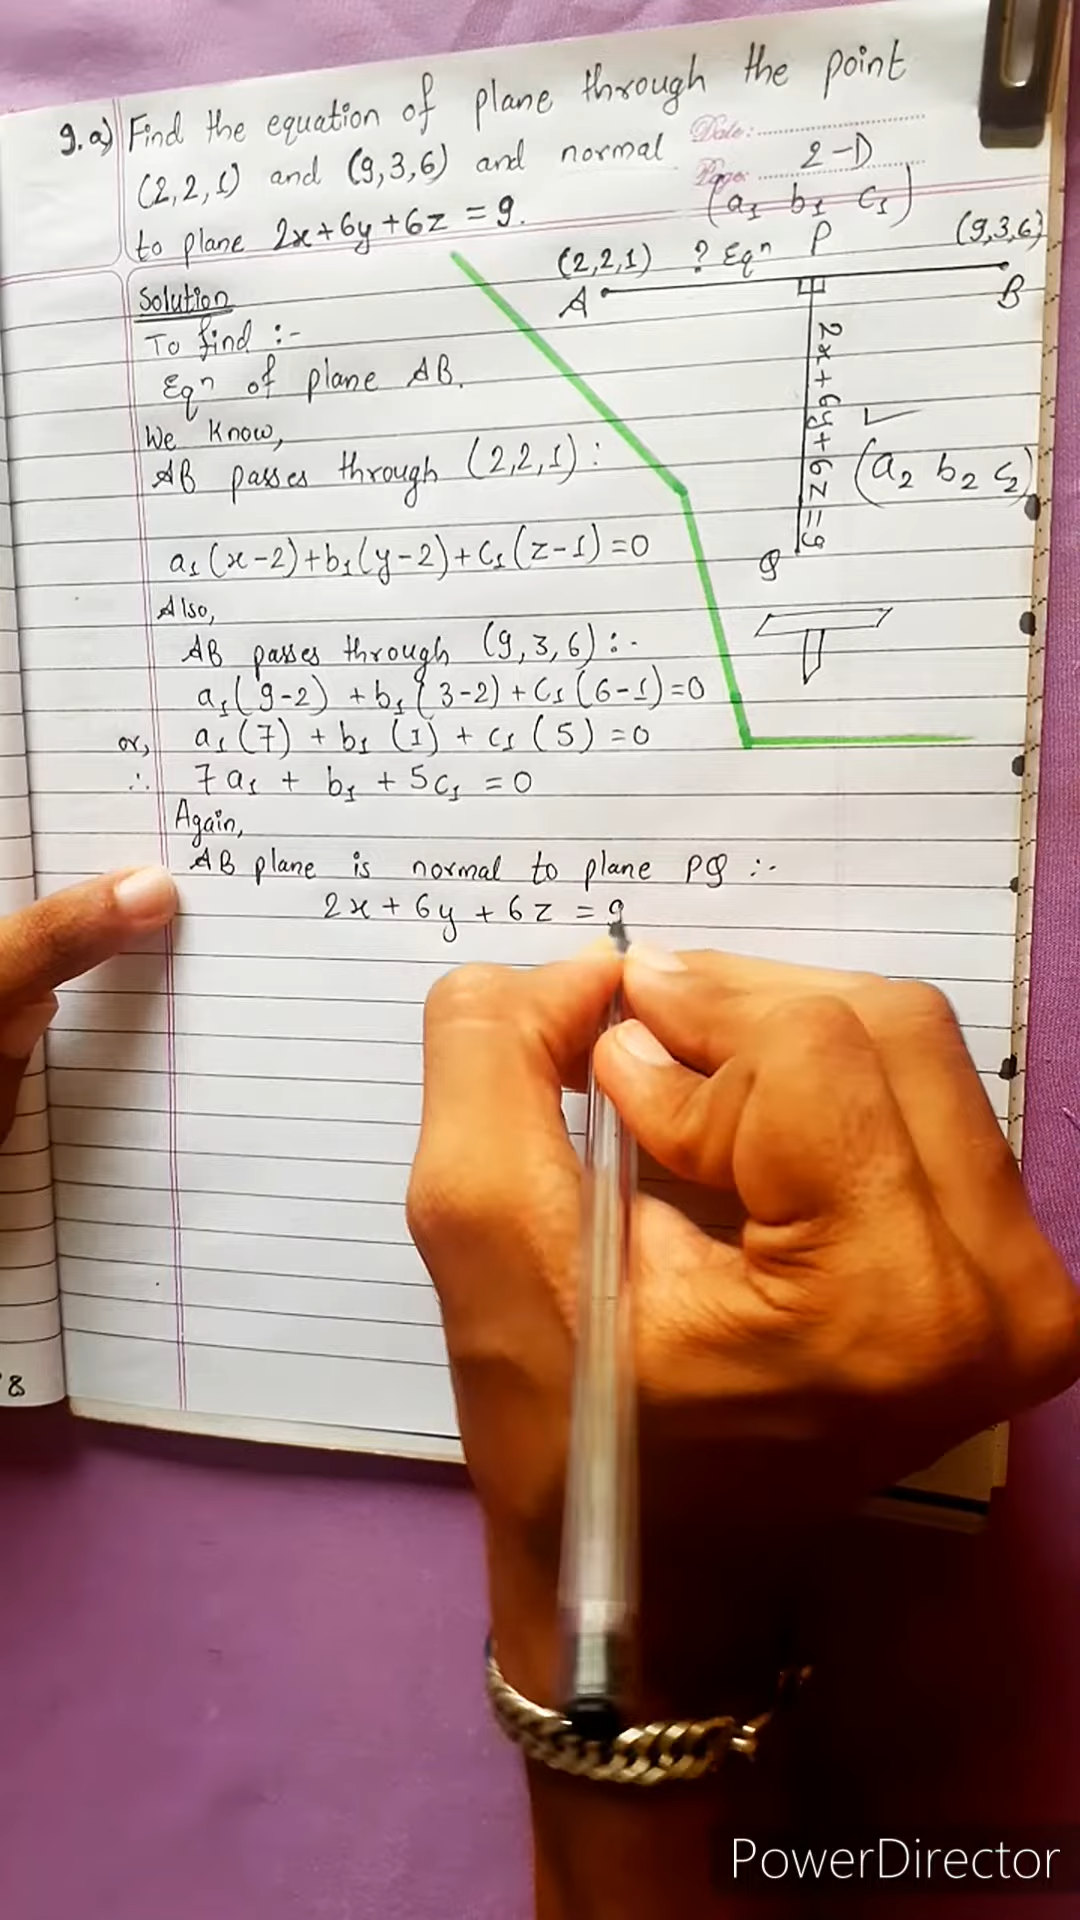 9.a) Find the equation of plane through the point
(2,2,1) and (9,3,6) and normal
to plane 2x+6y+6z = 9.
Date:
Page:
2-D
(a₁ b₁ c₁)
(2,2,1) ? Eqⁿ P (9,3,6)
A B
2x+6y+6z=9
(a₂ b₂ c₂)
Q
Solution
To find :-
Eqⁿ of plane AB.
We Know,
AB passes through (2,2,1) :
a₁(x-2)+b₁(y-2)+c₁(z-1)=0
Also,
AB passes through (9,3,6) :-
a₁(9-2) + b₁(3-2) + c₁(6-1)=0
or, a₁(7) + b₁(1) + c₁(5) = 0
∴ 7a₁ + b₁ + 5c₁ = 0
Again,
AB plane is normal to plane PQ :-
2x + 6y + 6z = 9
8
PowerDirector